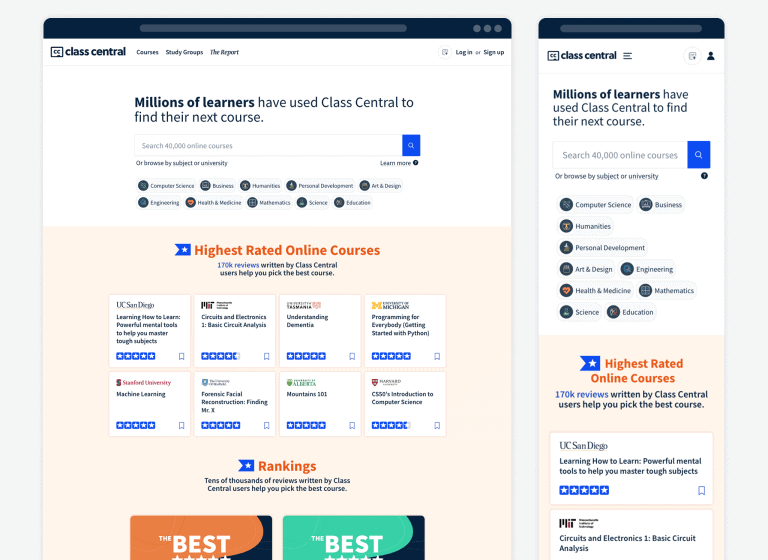 class central
Courses
Study Groups
The Report
Log in or Sign up
Millions of learners have used Class Central to
find their next course.
Search 40,000 online courses
Or browse by subject or university
Learn more
Computer Science
Business
Humanities
Personal Development
Art & Design
Engineering
Health & Medicine
Mathematics
Science
Education
Highest Rated Online Courses
170k reviews written by Class Central
users help you pick the best course.
UC San Diego
Learning How to Learn:
Powerful mental tools
to help you master
tough subjects
MIT
Massachusetts
Institute of
Technology
Circuits and Electronics
1: Basic Circuit Analysis
UNIVERSITY of
TASMANIA
Understanding
Dementia
UNIVERSITY OF
MICHIGAN
Programming for
Everybody (Getting
Started with Python)
Stanford University
Machine Learning
The University
Of Sheffield.
Forensic Facial
Reconstruction: Finding
Mr. X
UNIVERSITY OF
ALBERTA
Mountains 101
HARVARD
CS50's Introduction to
Computer Science
Rankings
Tens of thousands of reviews written by Class
Central users help you pick the best course.
THE BEST
THE BEST
class central
Millions of learners have
used Class Central to find
their next course.
Search 40,000 online courses
Or browse by subject or university
?
Computer Science
Business
Humanities
Personal Development
Art & Design
Engineering
Health & Medicine
Mathematics
Science
Education
Highest Rated
Online Courses
170k reviews written by Class Central
users help you pick the best course.
UC San Diego
Learning How to Learn: Powerful mental
tools to help you master tough subjects
MIT
Massachusetts
Institute of
Technology
Circuits and Electronics 1: Basic Circuit
Analysis